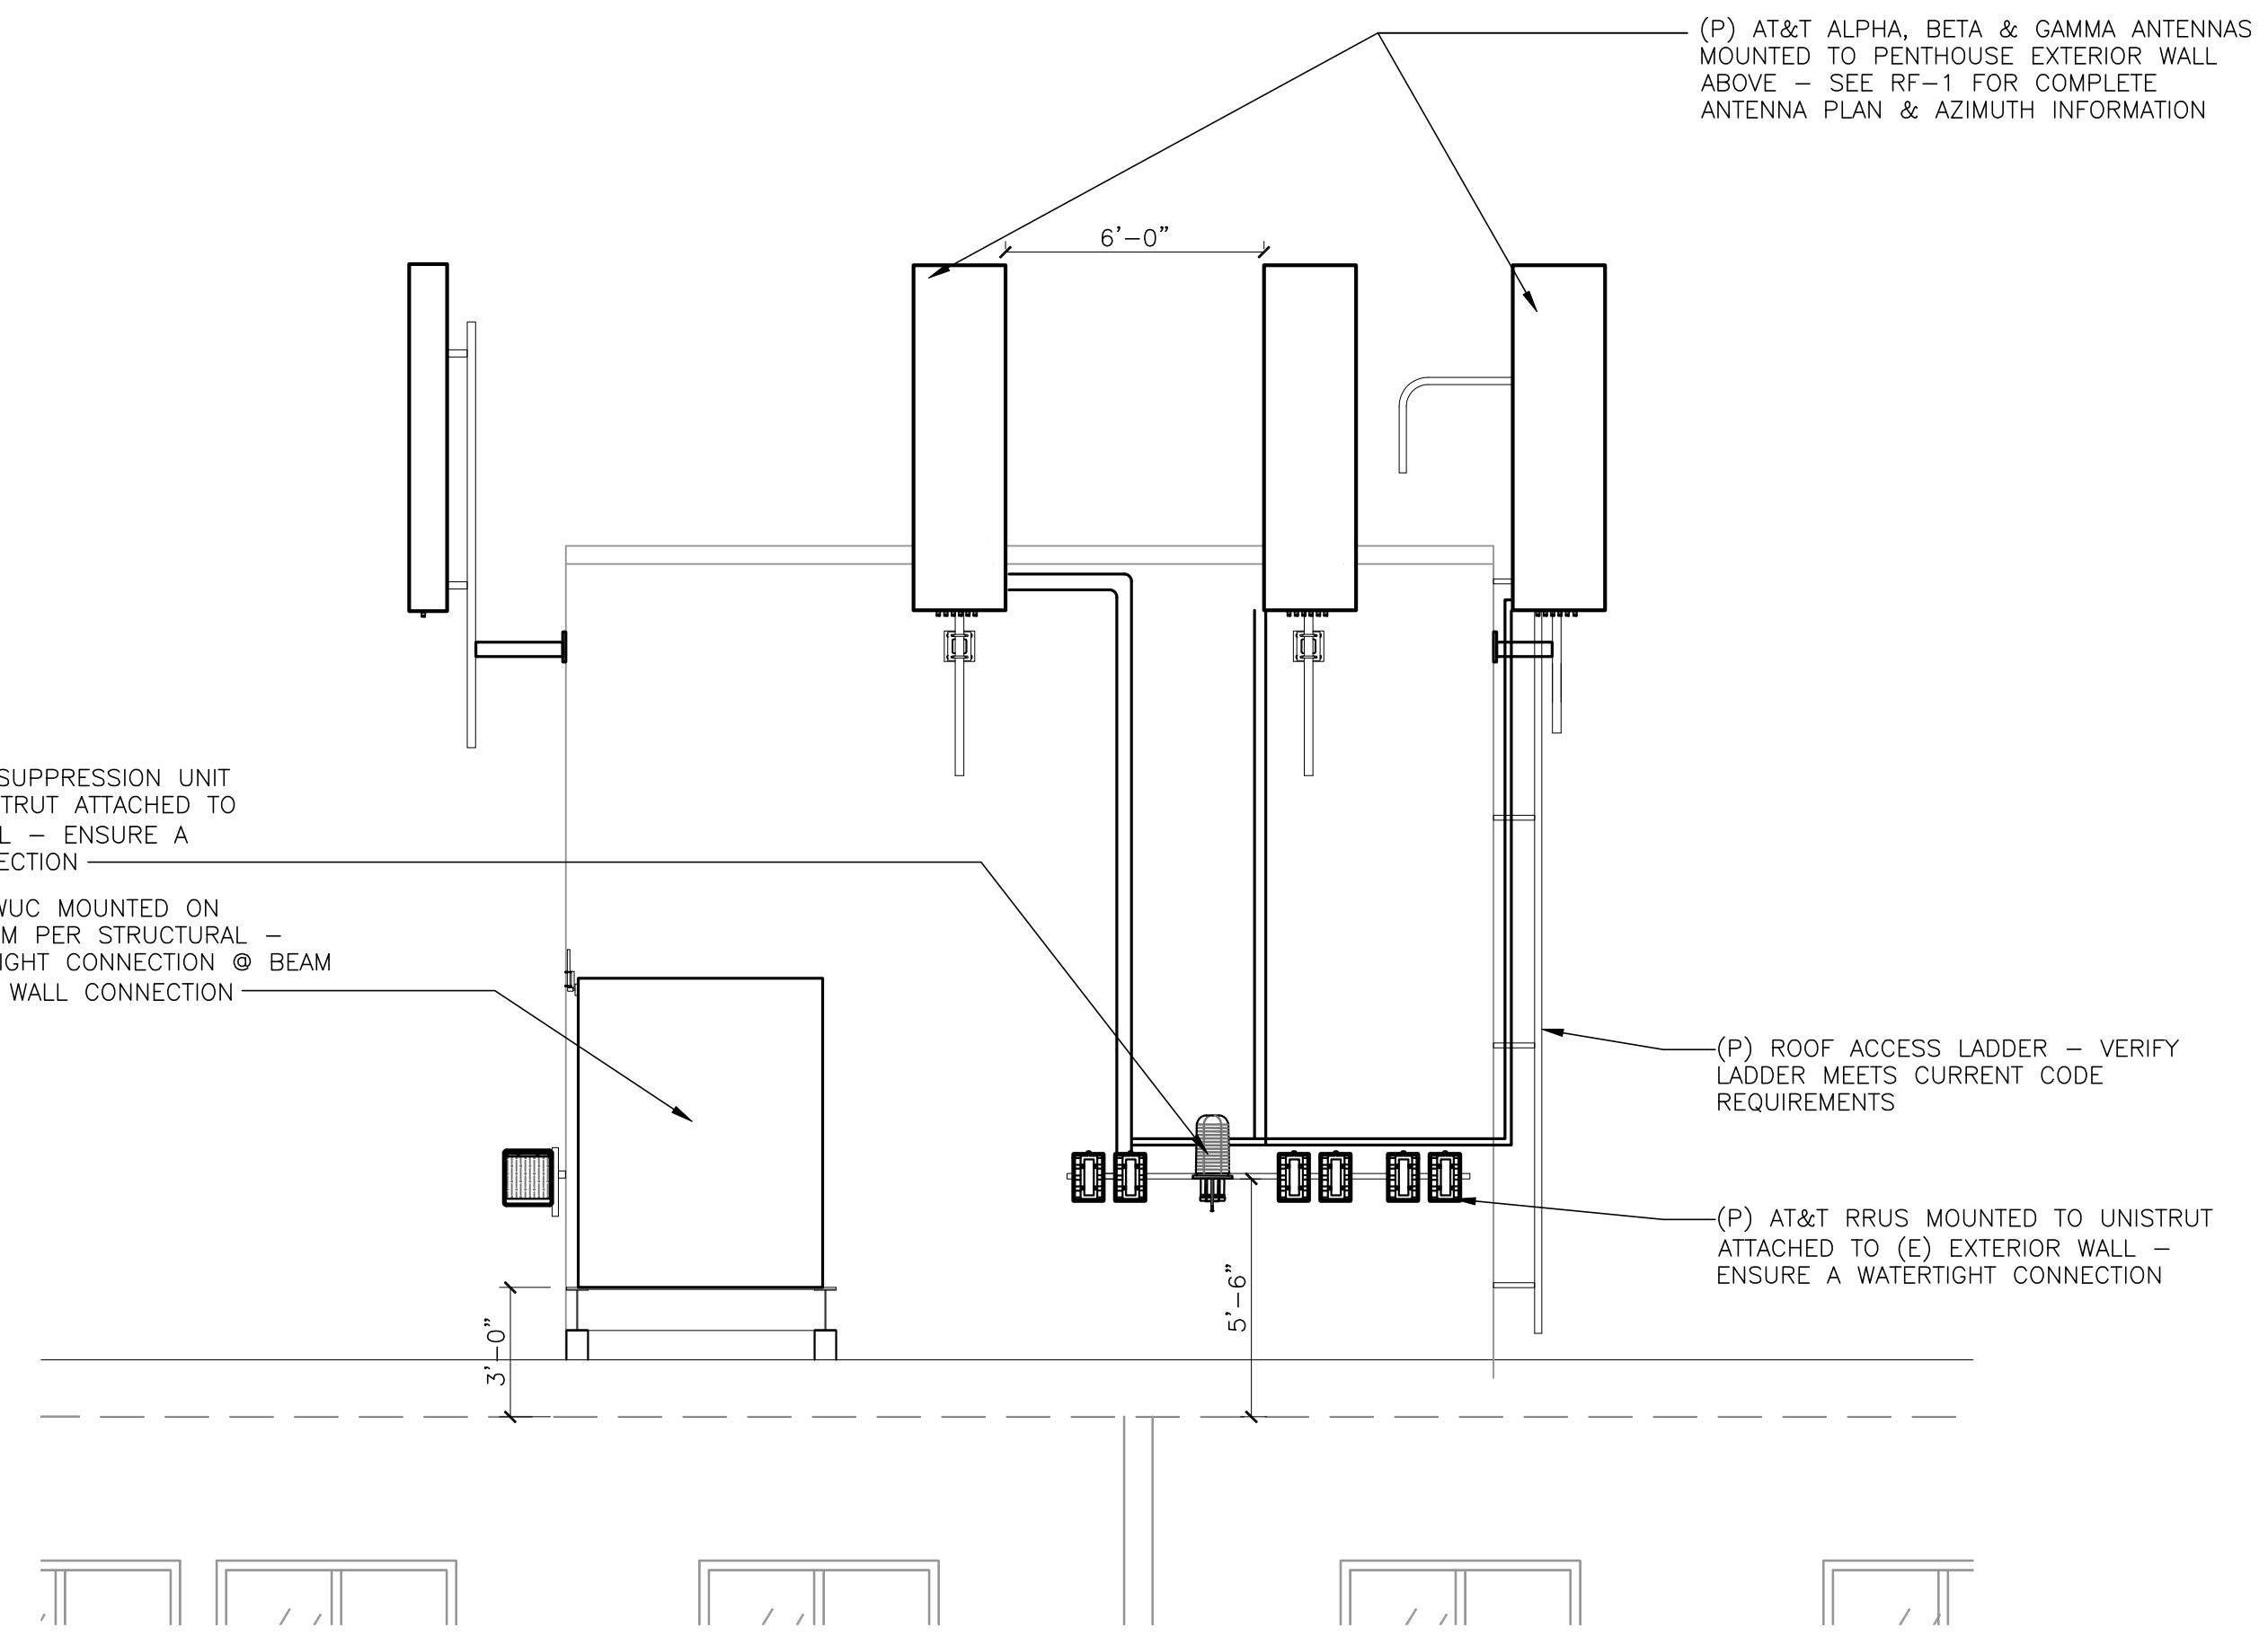 (P) AT&T ALPHA, BETA & GAMMA ANTENNAS
MOUNTED TO PENTHOUSE EXTERIOR WALL
ABOVE – SEE RF–1 FOR COMPLETE
ANTENNA PLAN & AZIMUTH INFORMATION
6'–0"
SUPPRESSION UNIT
TRUT ATTACHED TO
L – ENSURE A
ECTION
WUC MOUNTED ON
M PER STRUCTURAL –
IGHT CONNECTION @ BEAM
WALL CONNECTION
(P) ROOF ACCESS LADDER – VERIFY
LADDER MEETS CURRENT CODE
REQUIREMENTS
(P) AT&T RRUS MOUNTED TO UNISTRUT
ATTACHED TO (E) EXTERIOR WALL –
ENSURE A WATERTIGHT CONNECTION
3'–0"
5'–6"